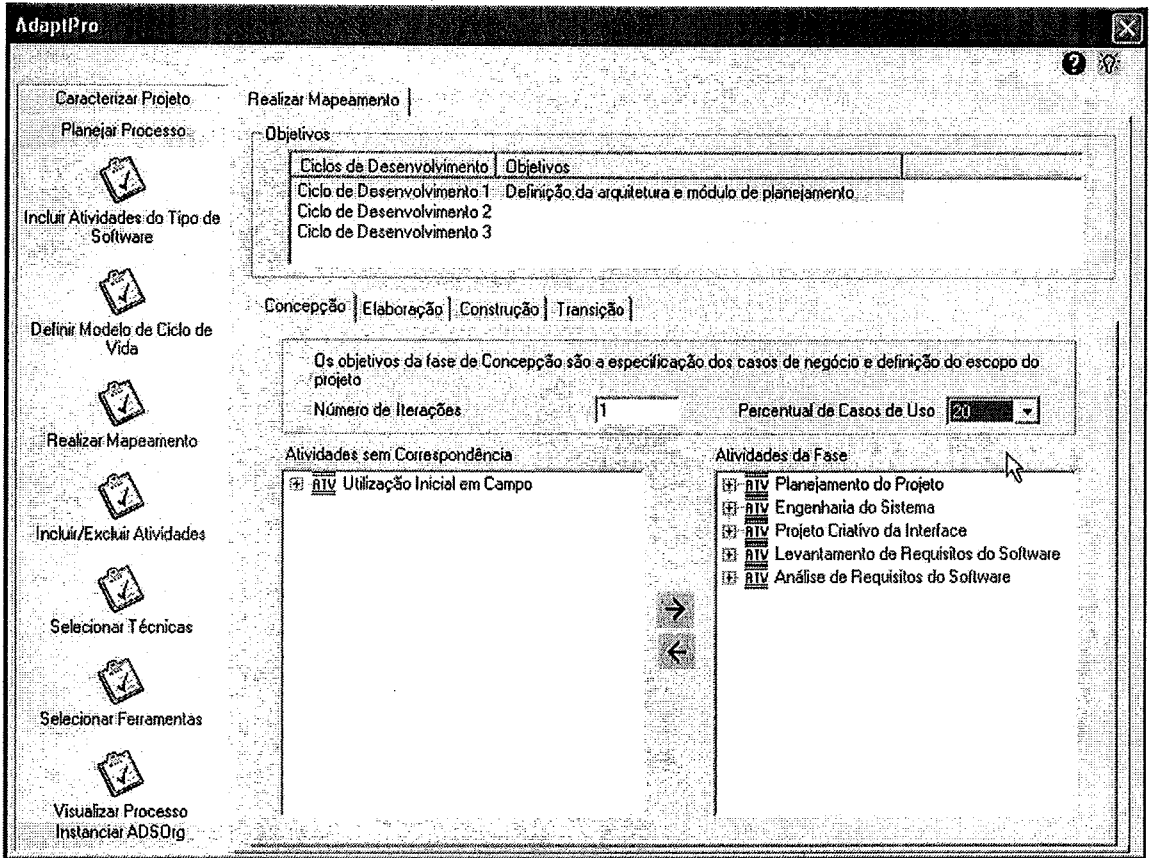 AdaptPro
Caracterizar Projeto
Planejar Processo
Incluir Atividades do Tipo de
Software
Definir Modelo de Ciclo de
Vida
Realizar Mapeamento
Incluir/Excluir Atividades
Selecionar Técnicas
Selecionar Ferramentas
Visualizar Processo
Instanciar ADSOrg
Realizar Mapeamento
Objetivos
Ciclos de Desenvolvimento Objetivos
Ciclo de Desenvolvimento 1 Definição da arquitetura e módulo de planejamento
Ciclo de Desenvolvimento 2
Ciclo de Desenvolvimento 3
Concepção Elaboração Construção Transição
Os objetivos da fase de Concepção são a especificação dos casos de negócio e definição do escopo do
projeto
Número de Iterações 1 Percentual de Casos de Uso 20
Atividades sem Correspondência
ATV Utilização Inicial em Campo
Atividades da Fase
ATV Planejamento do Projeto
ATV Engenharia do Sistema
ATV Projeto Criativo da Interface
ATV Levantamento de Requisitos do Software
ATV Análise de Requisitos do Software